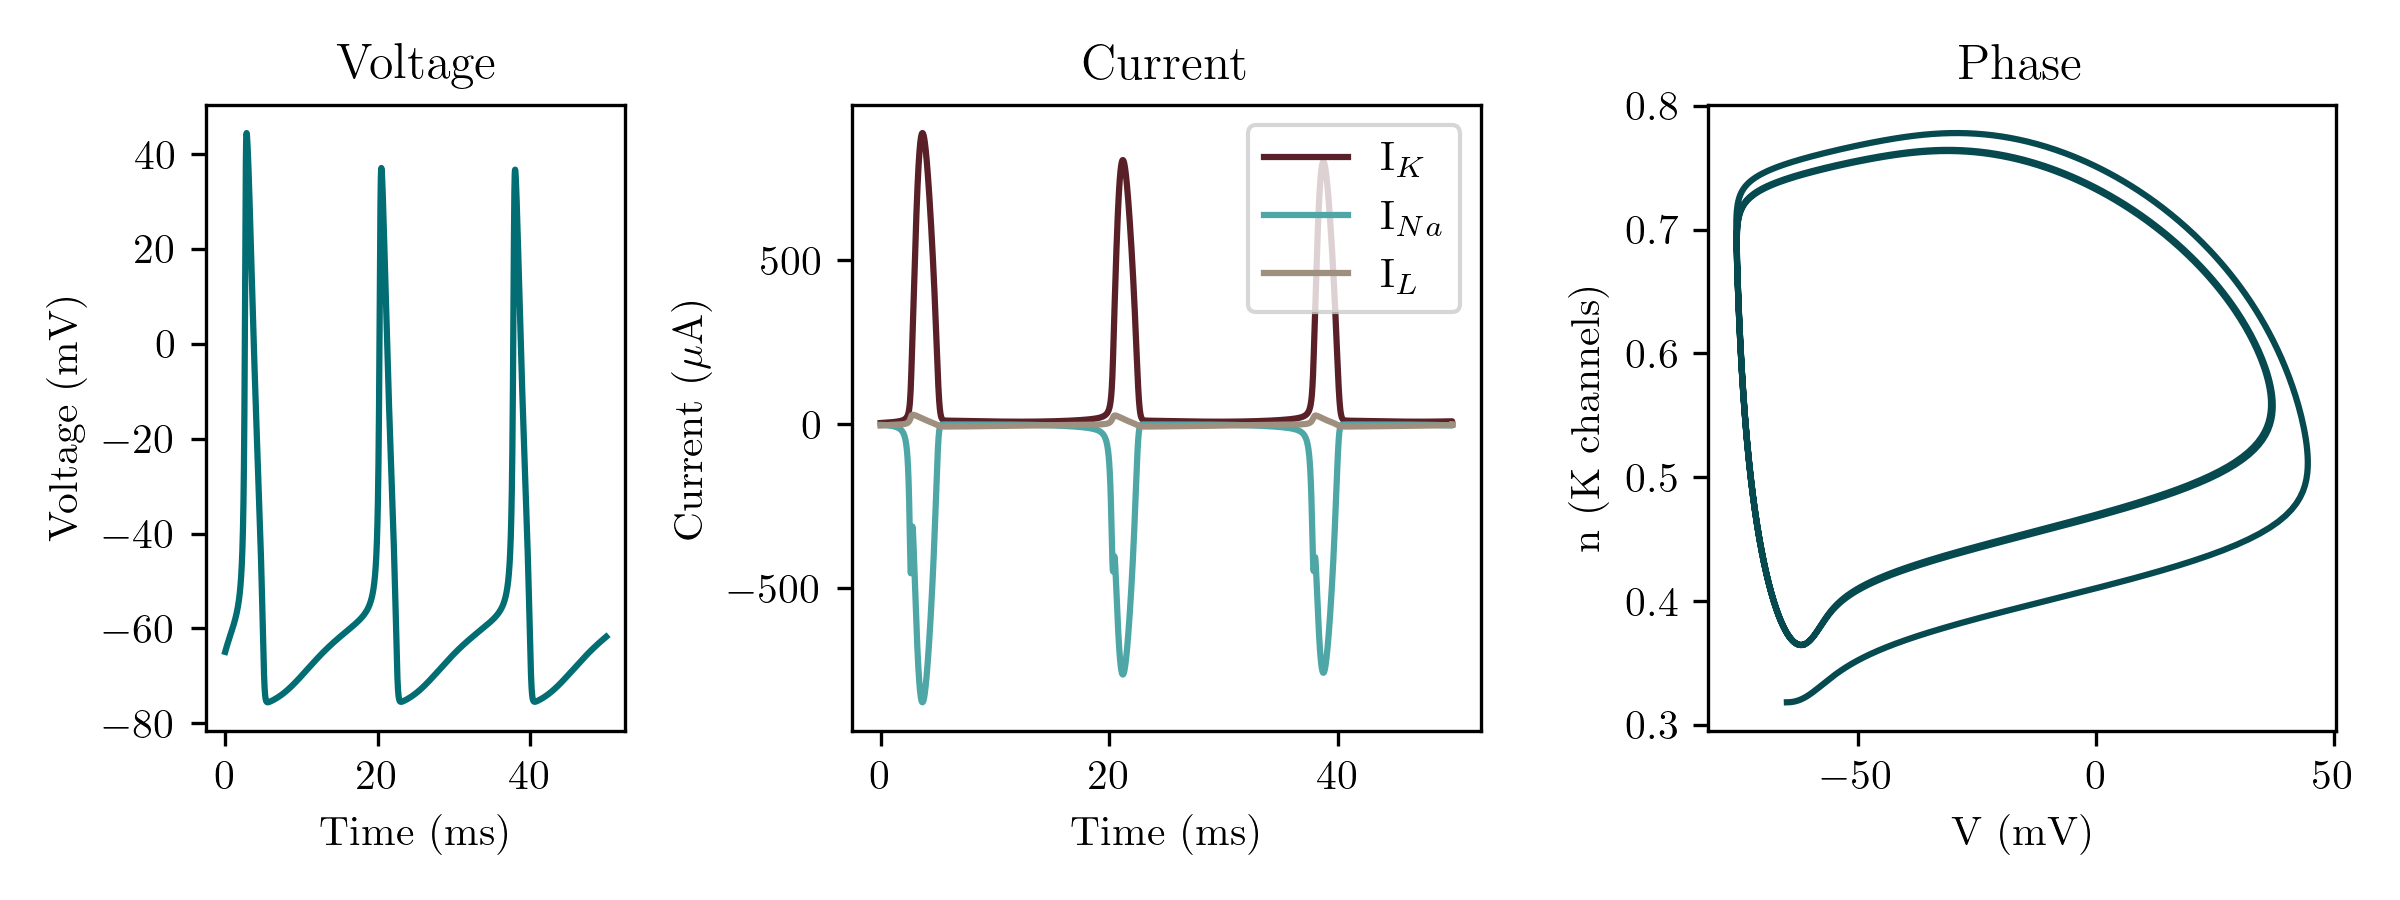 Voltage
Voltage (mV)
40
20
0
−20
−40
−60
−80
0 20 40
Time (ms)
Current
Current (μA)
500
0
−500
I_K
I_Na
I_L
0 20 40
Time (ms)
Phase
n (K channels)
0.8
0.7
0.6
0.5
0.4
0.3
−50 0 50
V (mV)